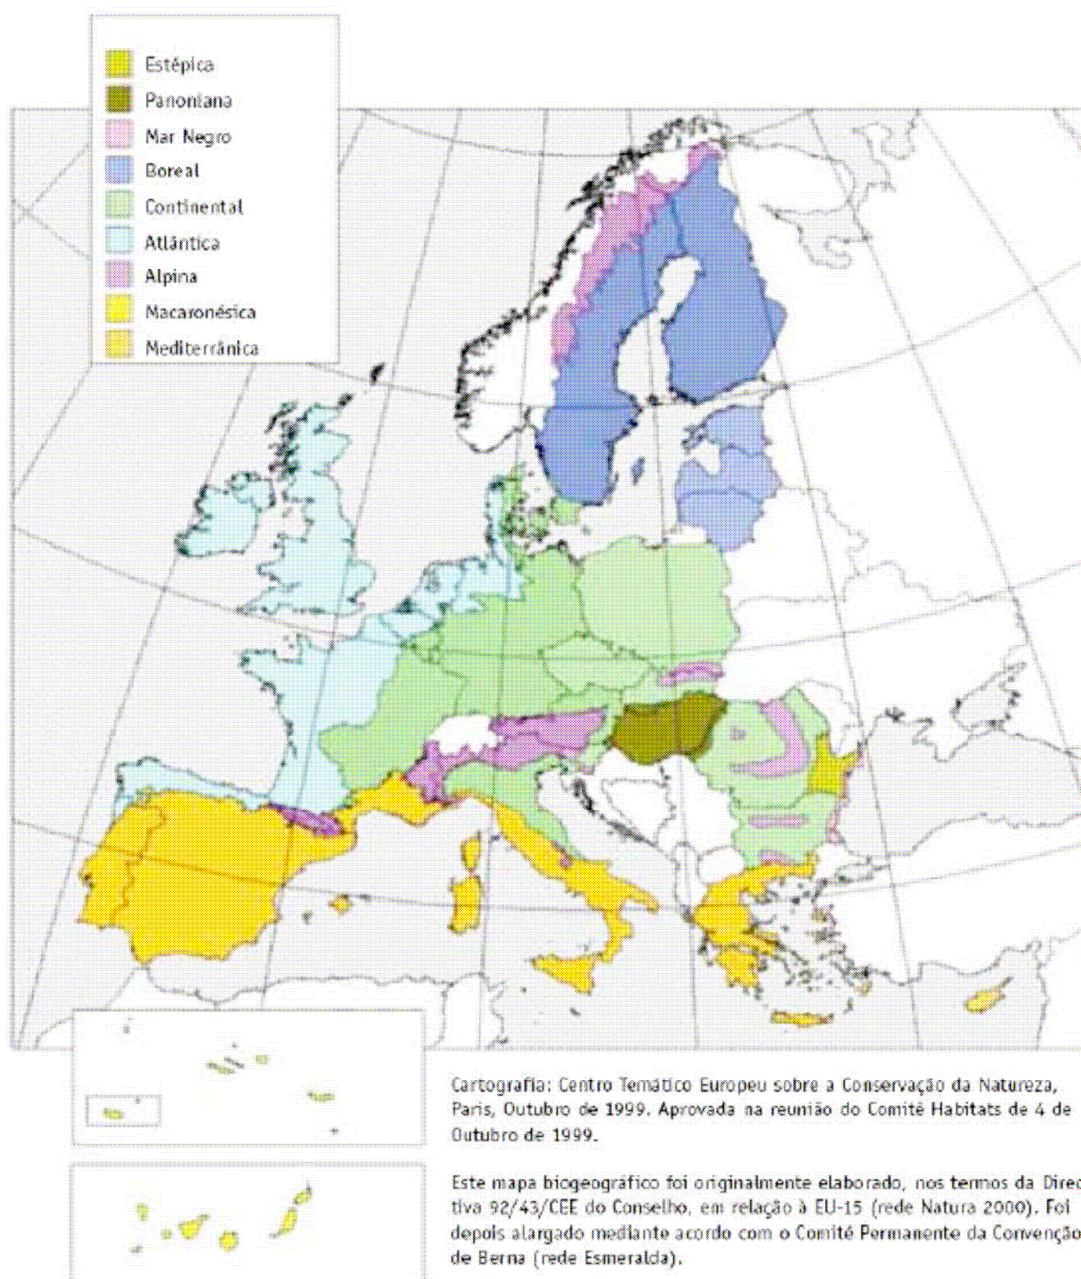 Estépica
Panoniana
Mar Negro
Boreal
Continental
Atlântica
Alpina
Macaronésica
Mediterrânica
Cartografia: Centro Temático Europeu sobre a Conservação da Natureza,
Paris, Outubro de 1999. Aprovada na reunião do Comité Habitats de 4 de
Outubro de 1999.
Este mapa biogeográfico foi originalmente elaborado, nos termos da Direc
tiva 92/43/CEE do Conselho, em relação à EU-15 (rede Natura 2000). Foi
depois alargado mediante acordo com o Comité Permanente da Convenção
de Berna (rede Esmeralda).